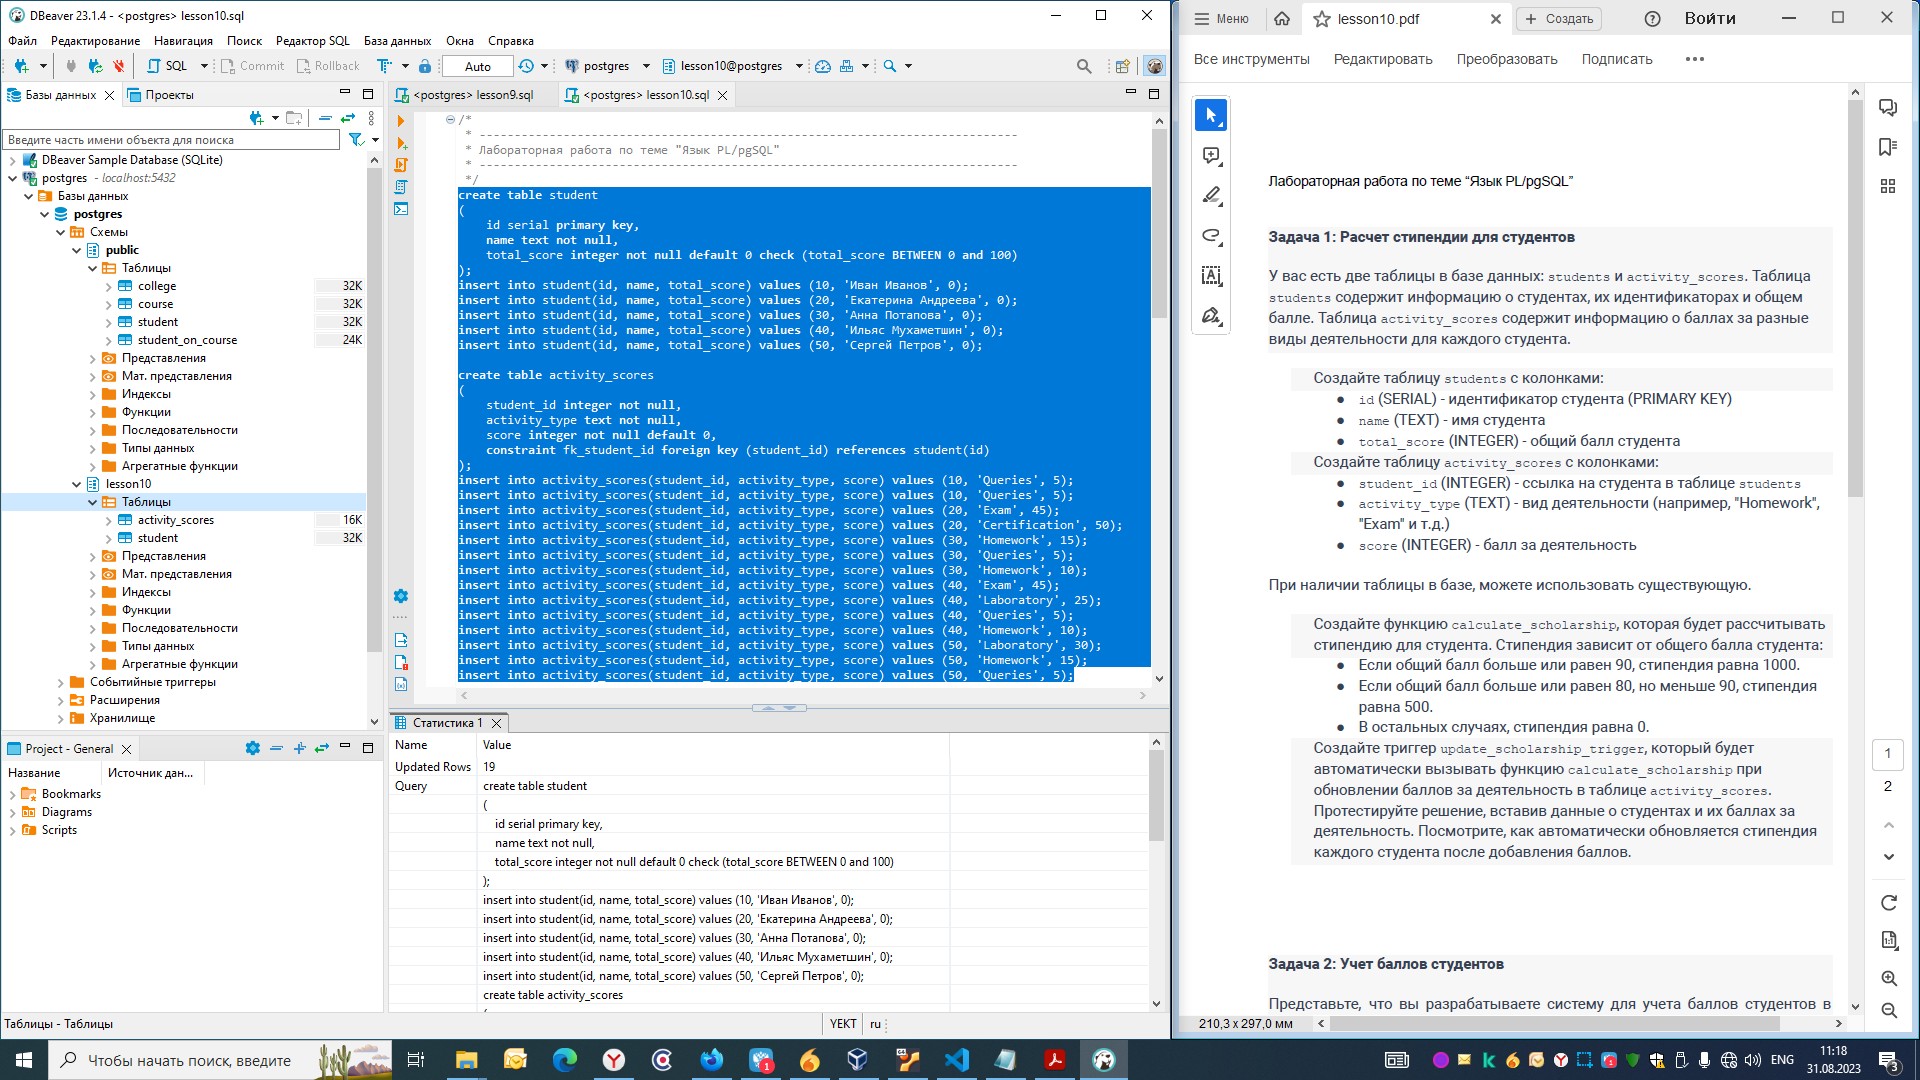 DBeaver 23.1.4 - <postgres> lesson10.sql
Файл Редактирование Навигация Поиск Редактор SQL База данных Окна Справка
SQL Commit Rollback Auto postgres lesson10@postgres
Базы данных Проекты
Введите часть имени объекта для поиска
DBeaver Sample Database (SQLite)
postgres - localhost:5432
Базы данных
postgres
Схемы
public
Таблицы
college 32K
course 32K
student 32K
student_on_course 24K
Представления
Мат. представления
Индексы
Функции
Последовательности
Типы данных
Агрегатные функции
lesson10
Таблицы
activity_scores 16K
student 32K
Представления
Мат. представления
Индексы
Функции
Последовательности
Типы данных
Агрегатные функции
Событийные триггеры
Расширения
Хранилище
Project - General
Название Источник дан...
Bookmarks
Diagrams
Scripts
<postgres> lesson9.sql <postgres> lesson10.sql
/*
* -----------------------------------------------------------------------------
* Лабораторная работа по теме "Язык PL/pgSQL"
* -----------------------------------------------------------------------------
*/
create table student
(
id serial primary key,
name text not null,
total_score integer not null default 0 check (total_score BETWEEN 0 and 100)
);
insert into student(id, name, total_score) values (10, 'Иван Иванов', 0);
insert into student(id, name, total_score) values (20, 'Екатерина Андреева', 0);
insert into student(id, name, total_score) values (30, 'Анна Потапова', 0);
insert into student(id, name, total_score) values (40, 'Ильяс Мухаметшин', 0);
insert into student(id, name, total_score) values (50, 'Сергей Петров', 0);
create table activity_scores
(
student_id integer not null,
activity_type text not null,
score integer not null default 0,
constraint fk_student_id foreign key (student_id) references student(id)
);
insert into activity_scores(student_id, activity_type, score) values (10, 'Queries', 5);
insert into activity_scores(student_id, activity_type, score) values (10, 'Queries', 5);
insert into activity_scores(student_id, activity_type, score) values (20, 'Exam', 45);
insert into activity_scores(student_id, activity_type, score) values (20, 'Certification', 50);
insert into activity_scores(student_id, activity_type, score) values (30, 'Homework', 15);
insert into activity_scores(student_id, activity_type, score) values (30, 'Queries', 5);
insert into activity_scores(student_id, activity_type, score) values (30, 'Homework', 10);
insert into activity_scores(student_id, activity_type, score) values (40, 'Exam', 45);
insert into activity_scores(student_id, activity_type, score) values (40, 'Laboratory', 25);
insert into activity_scores(student_id, activity_type, score) values (40, 'Queries', 5);
insert into activity_scores(student_id, activity_type, score) values (40, 'Homework', 10);
insert into activity_scores(student_id, activity_type, score) values (50, 'Laboratory', 30);
insert into activity_scores(student_id, activity_type, score) values (50, 'Homework', 15);
insert into activity_scores(student_id, activity_type, score) values (50, 'Queries', 5);
Статистика 1
Name Value
Updated Rows 19
Query create table student
(
id serial primary key,
name text not null,
total_score integer not null default 0 check (total_score BETWEEN 0 and 100)
);
insert into student(id, name, total_score) values (10, 'Иван Иванов', 0);
insert into student(id, name, total_score) values (20, 'Екатерина Андреева', 0);
insert into student(id, name, total_score) values (30, 'Анна Потапова', 0);
insert into student(id, name, total_score) values (40, 'Ильяс Мухаметшин', 0);
insert into student(id, name, total_score) values (50, 'Сергей Петров', 0);
create table activity_scores
(
Таблицы - Таблицы YEKT ru
Меню lesson10.pdf Создать Войти
Все инструменты Редактировать Преобразовать Подписать
Лабораторная работа по теме “Язык PL/pgSQL”
Задача 1: Расчет стипендии для студентов
У вас есть две таблицы в базе данных: students и activity_scores. Таблица
students содержит информацию о студентах, их идентификаторах и общем
балле. Таблица activity_scores содержит информацию о баллах за разные
виды деятельности для каждого студента.
Создайте таблицу students с колонками:
● id (SERIAL) - идентификатор студента (PRIMARY KEY)
● name (TEXT) - имя студента
● total_score (INTEGER) - общий балл студента
Создайте таблицу activity_scores с колонками:
● student_id (INTEGER) - ссылка на студента в таблице students
● activity_type (TEXT) - вид деятельности (например, "Homework",
"Exam" и т.д.)
● score (INTEGER) - балл за деятельность
При наличии таблицы в базе, можете использовать существующую.
Создайте функцию calculate_scholarship, которая будет рассчитывать
стипендию для студента. Стипендия зависит от общего балла студента:
● Если общий балл больше или равен 90, стипендия равна 1000.
● Если общий балл больше или равен 80, но меньше 90, стипендия
равна 500.
● В остальных случаях, стипендия равна 0.
Создайте триггер update_scholarship_trigger, который будет
автоматически вызывать функцию calculate_scholarship при
обновлении баллов за деятельность в таблице activity_scores.
Протестируйте решение, вставив данные о студентах и их баллах за
деятельность. Посмотрите, как автоматически обновляется стипендия
каждого студента после добавления баллов.
Задача 2: Учет баллов студентов
Представьте, что вы разрабатываете систему для учета баллов студентов в
210,3 x 297,0 мм
1
2
Чтобы начать поиск, введите
ENG 11:18
31.08.2023
3